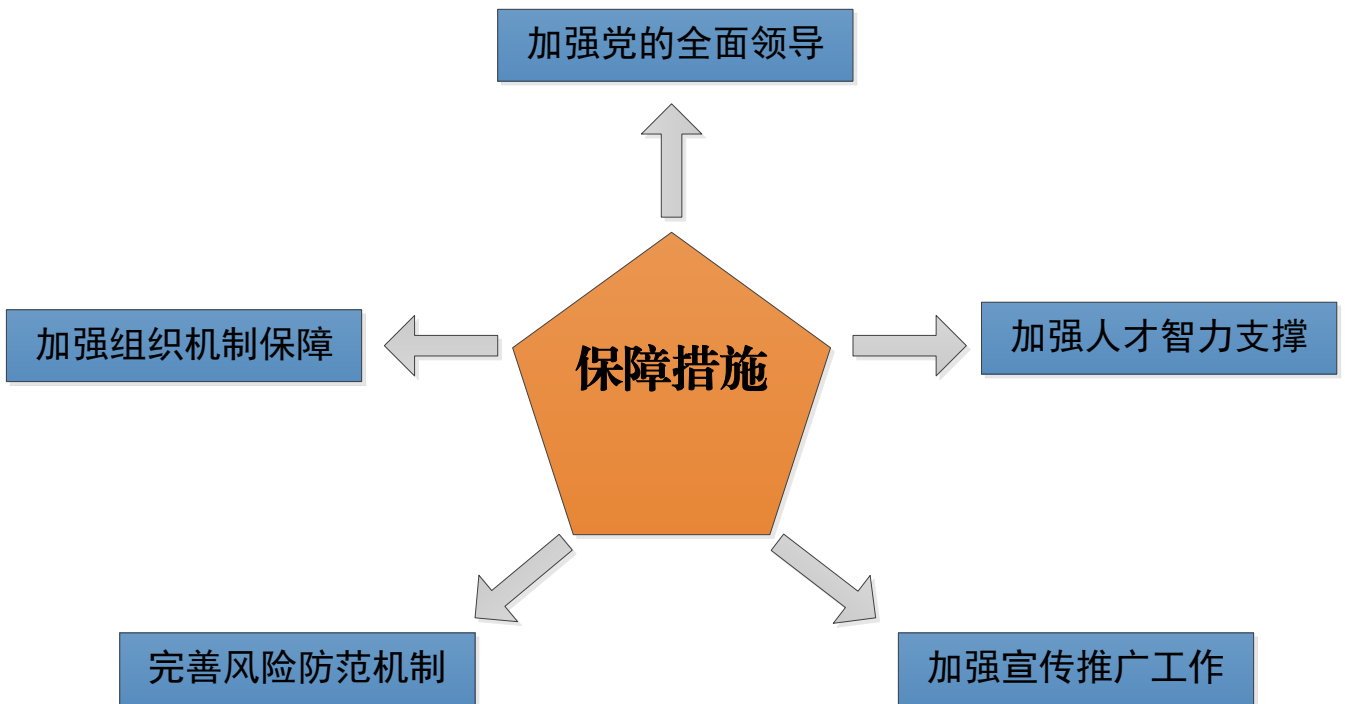 加强党的全面领导
加强组织机制保障
保障措施
加强人才智力支撑
完善风险防范机制
加强宣传推广工作